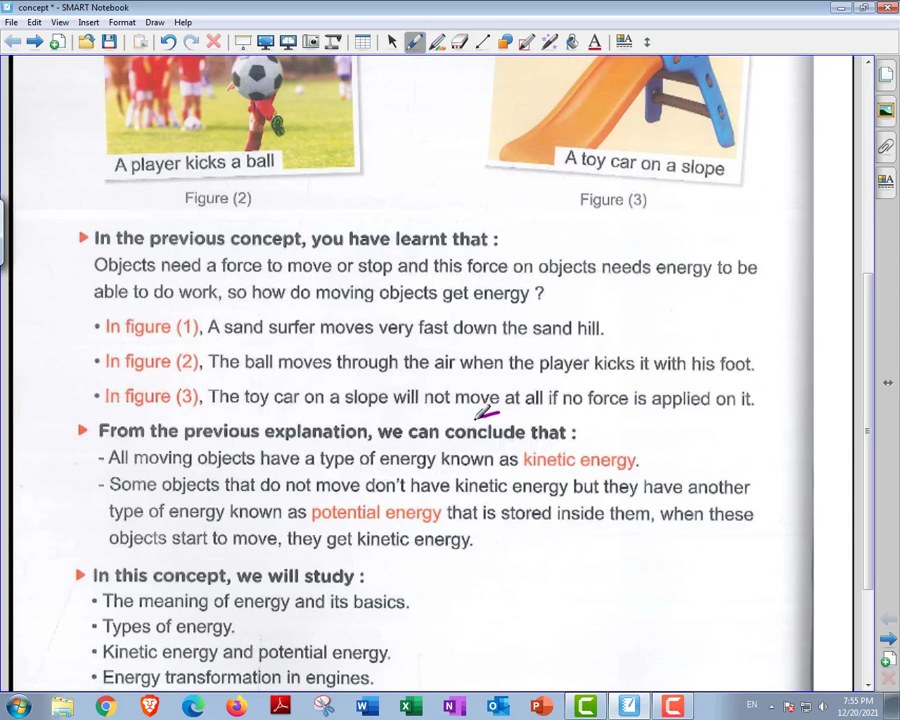 concept * - SMART Notebook
File Edit View Insert Format Draw Help
A player kicks a ball
A toy car on a slope
Figure (2)
Figure (3)
In the previous concept, you have learnt that :
Objects need a force to move or stop and this force on objects needs energy to be
able to do work, so how do moving objects get energy ?
• In figure (1), A sand surfer moves very fast down the sand hill.
• In figure (2), The ball moves through the air when the player kicks it with his foot.
• In figure (3), The toy car on a slope will not move at all if no force is applied on it.
From the previous explanation, we can conclude that :
- All moving objects have a type of energy known as kinetic energy.
- Some objects that do not move don't have kinetic energy but they have another
type of energy known as potential energy that is stored inside them, when these
objects start to move, they get kinetic energy.
In this concept, we will study :
• The meaning of energy and its basics.
• Types of energy.
• Kinetic energy and potential energy.
• Energy transformation in engines.
EN
7:55 PM
12/20/2021